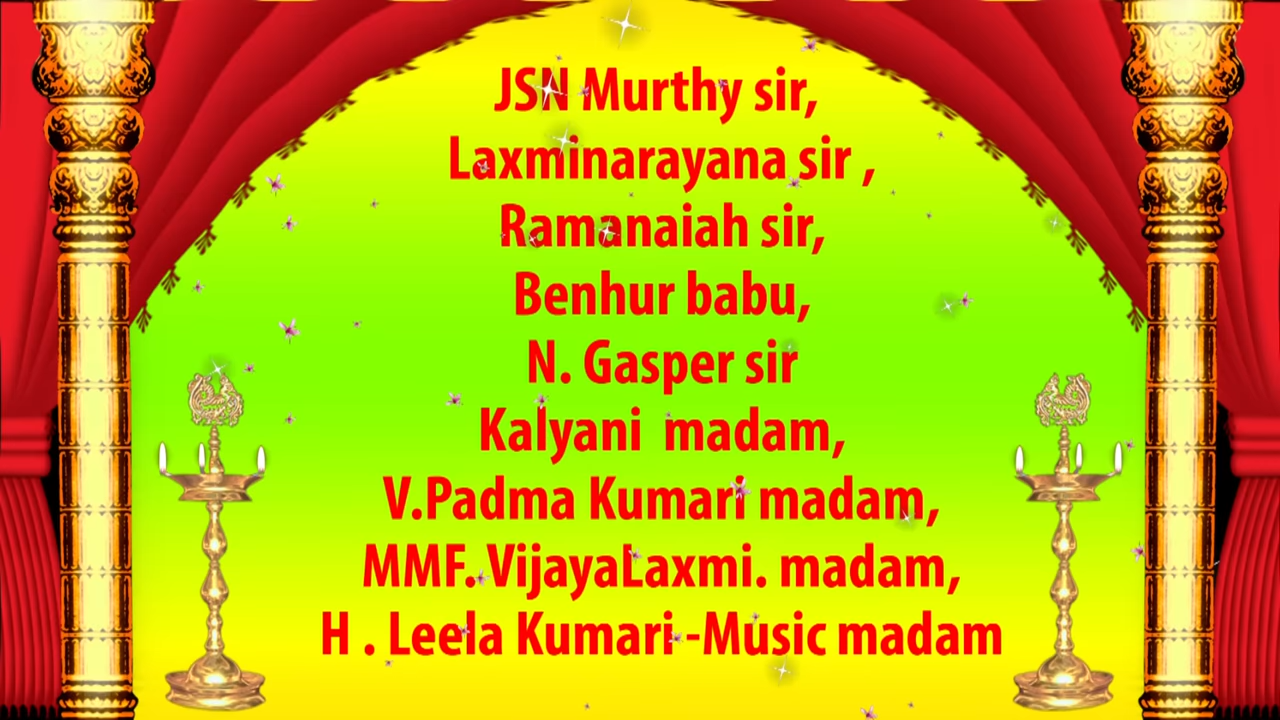 JSN Murthy sir,
Laxminarayana sir ,
Ramanaiah sir,
Benhur babu,
N. Gasper sir
Kalyani  madam,
V.Padma Kumari madam,
MMF. VijayaLaxmi. madam,
H . Leela Kumari -Music madam